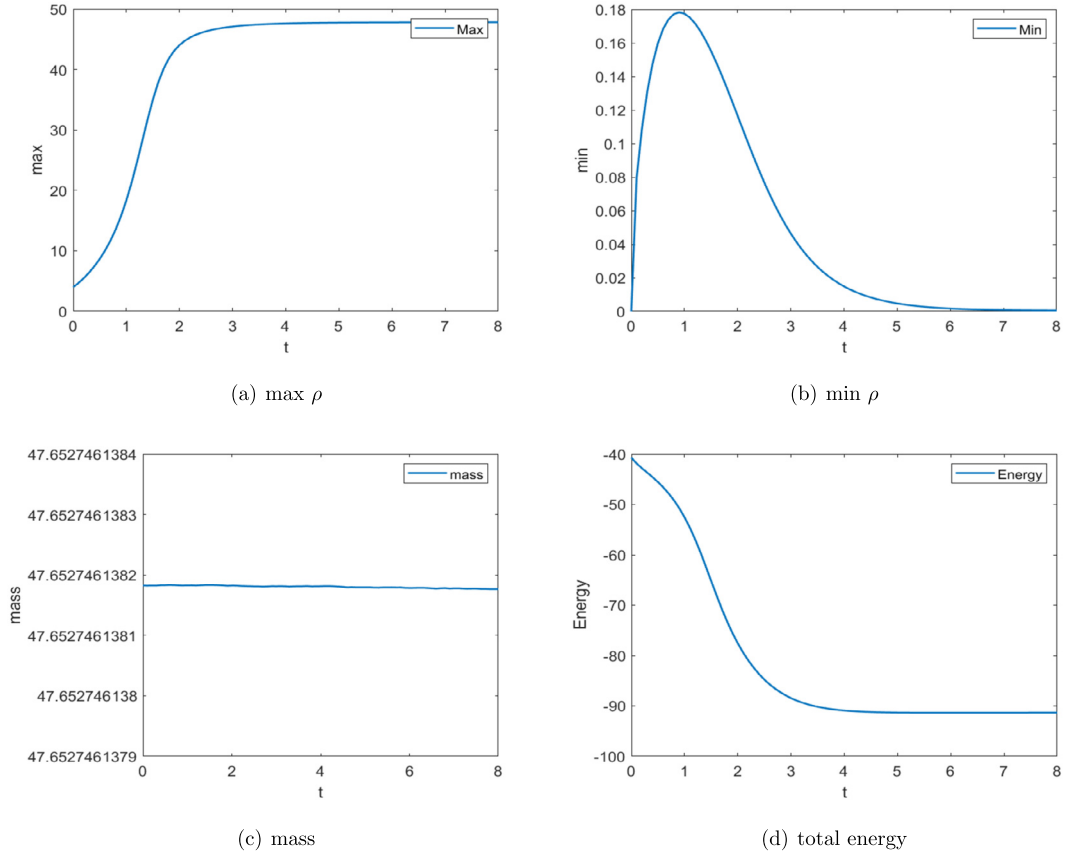 50
40
30
20
10
0
max
0 1 2 3 4 5 6 7 8
t
Max
(a) max ρ
0.18
0.16
0.14
0.12
0.1
0.08
0.06
0.04
0.02
0
min
0 1 2 3 4 5 6 7 8
t
Min
(b) min ρ
47.6527461384
47.6527461383
47.6527461382
47.6527461381
47.652746138
47.6527461379
mass
0 2 4 6 8
t
mass
(c) mass
-40
-50
-60
-70
-80
-90
-100
Energy
0 1 2 3 4 5 6 7 8
t
Energy
(d) total energy